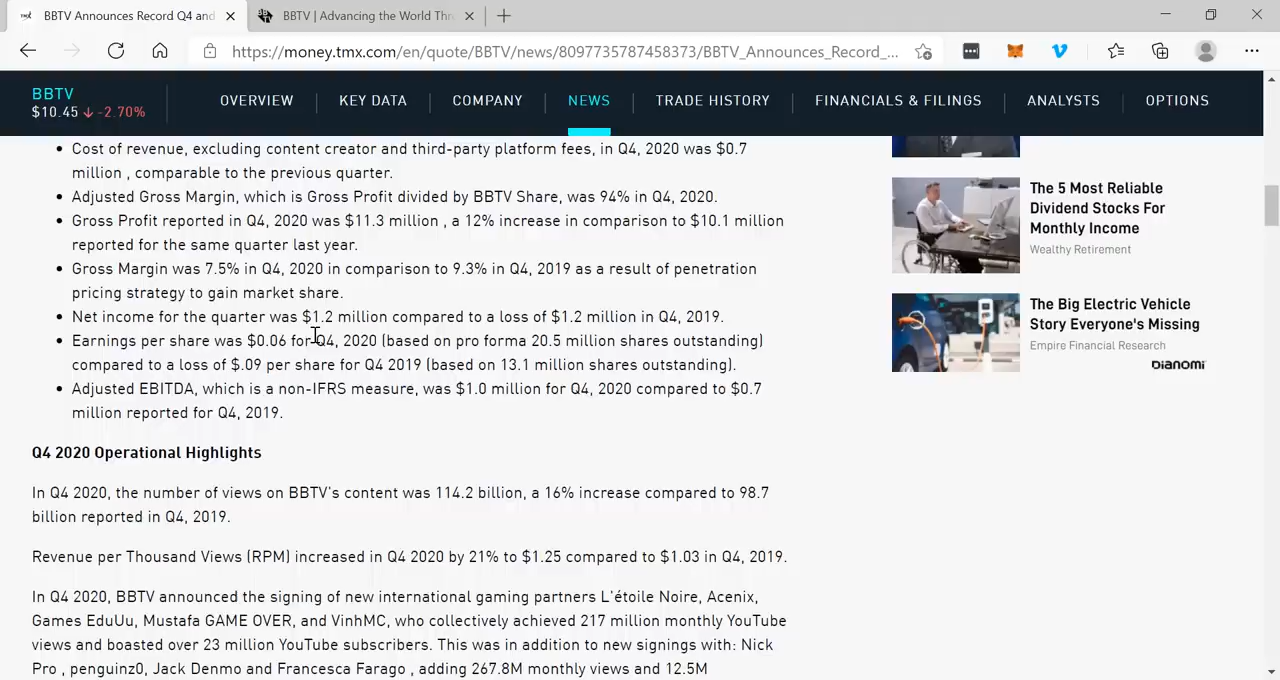 BBTV Announces Record Q4 and
BBTV | Advancing the World Thr
https://money.tmx.com/en/quote/BBTV/news/8097735787458373/BBTV_Announces_Record_...
BBTV
$10.45 ↓ -2.70%
OVERVIEW
KEY DATA
COMPANY
NEWS
TRADE HISTORY
FINANCIALS & FILINGS
ANALYSTS
OPTIONS
• Cost of revenue, excluding content creator and third-party platform fees, in Q4, 2020 was $0.7
million , comparable to the previous quarter.
• Adjusted Gross Margin, which is Gross Profit divided by BBTV Share, was 94% in Q4, 2020.
• Gross Profit reported in Q4, 2020 was $11.3 million , a 12% increase in comparison to $10.1 million
reported for the same quarter last year.
• Gross Margin was 7.5% in Q4, 2020 in comparison to 9.3% in Q4, 2019 as a result of penetration
pricing strategy to gain market share.
• Net income for the quarter was $1.2 million compared to a loss of $1.2 million in Q4, 2019.
• Earnings per share was $0.06 for Q4, 2020 (based on pro forma 20.5 million shares outstanding)
compared to a loss of $.09 per share for Q4 2019 (based on 13.1 million shares outstanding).
• Adjusted EBITDA, which is a non-IFRS measure, was $1.0 million for Q4, 2020 compared to $0.7
million reported for Q4, 2019.
Q4 2020 Operational Highlights
In Q4 2020, the number of views on BBTV's content was 114.2 billion, a 16% increase compared to 98.7
billion reported in Q4, 2019.
Revenue per Thousand Views (RPM) increased in Q4 2020 by 21% to $1.25 compared to $1.03 in Q4, 2019.
In Q4 2020, BBTV announced the signing of new international gaming partners L'étoile Noire, Acenix,
Games EduUu, Mustafa GAME OVER, and VinhMC, who collectively achieved 217 million monthly YouTube
views and boasted over 23 million YouTube subscribers. This was in addition to new signings with: Nick
Pro , penguinz0, Jack Denmo and Francesca Farago , adding 267.8M monthly views and 12.5M
The 5 Most Reliable
Dividend Stocks For
Monthly Income
Wealthy Retirement
The Big Electric Vehicle
Story Everyone's Missing
Empire Financial Research
DIANOMI